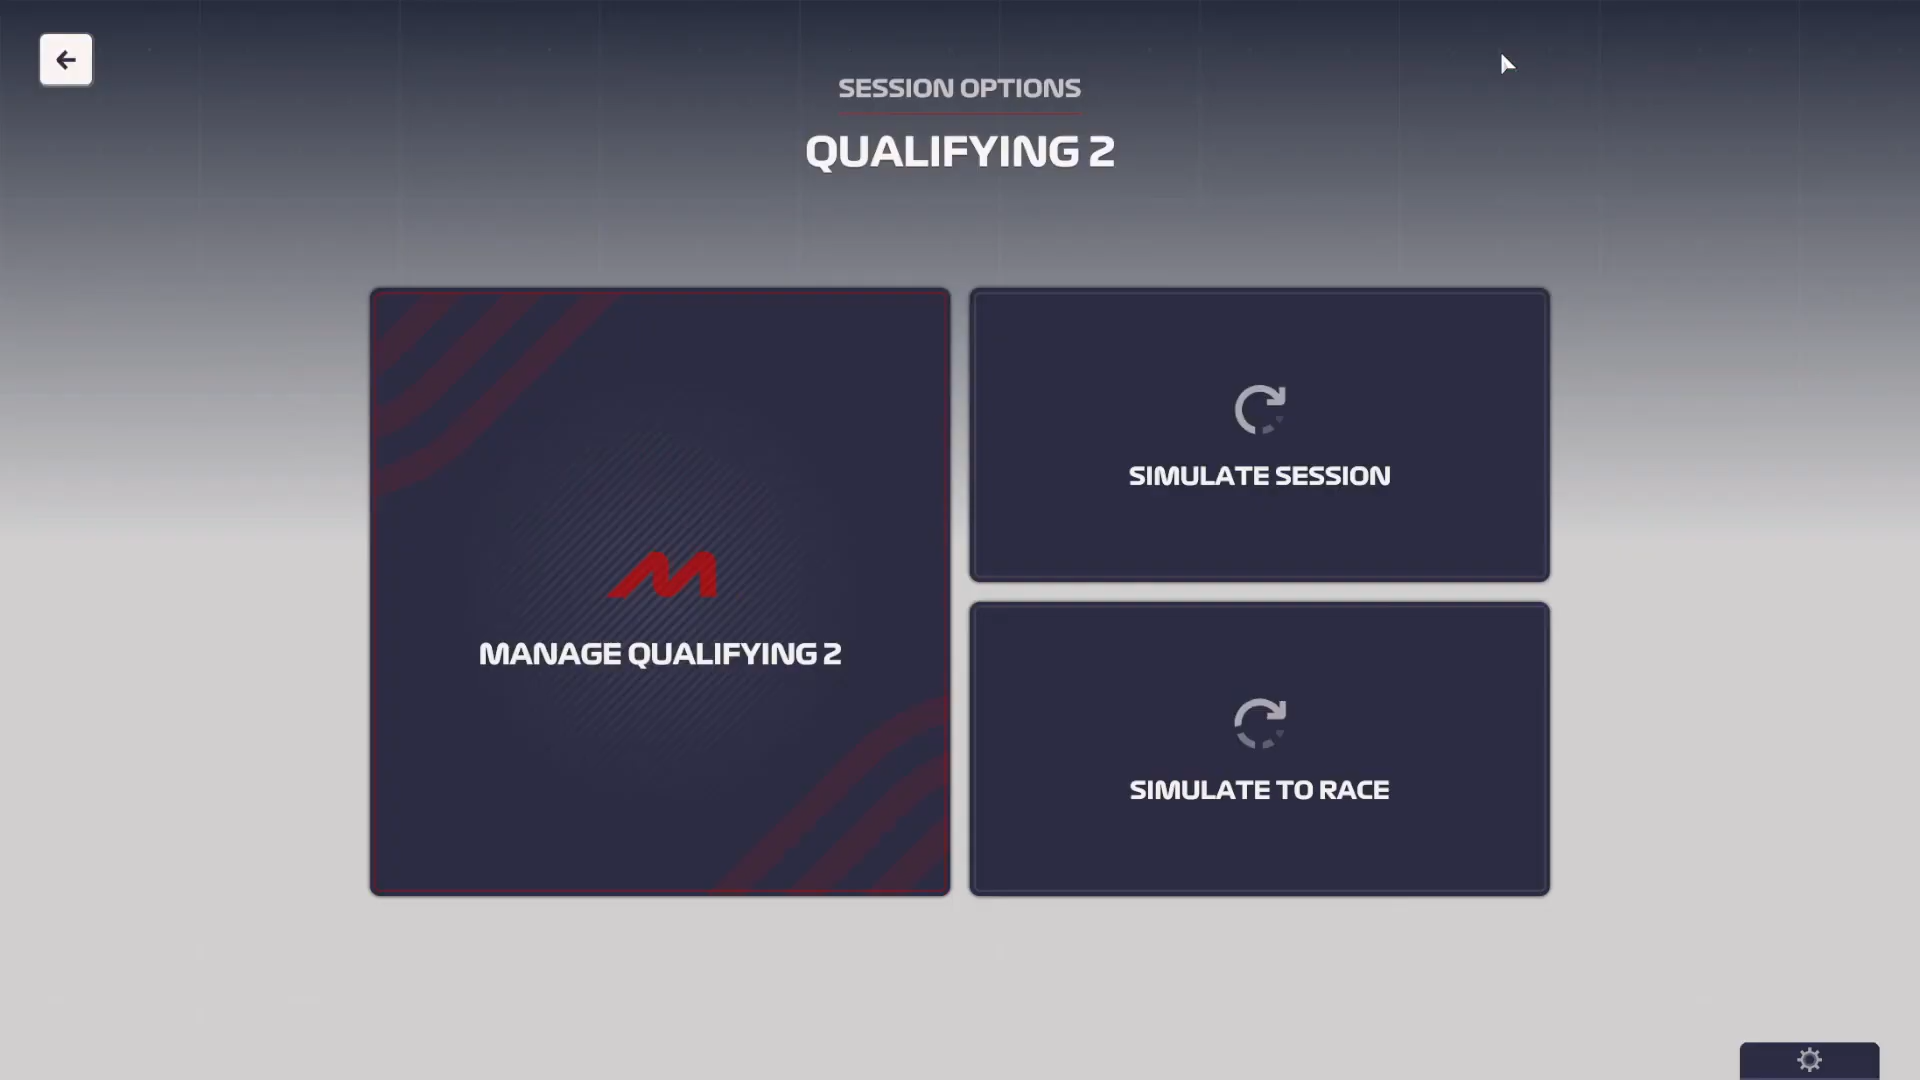 SESSION OPTIONS
QUALIFYING 2
MANAGE QUALIFYING 2
SIMULATE SESSION
SIMULATE TO RACE